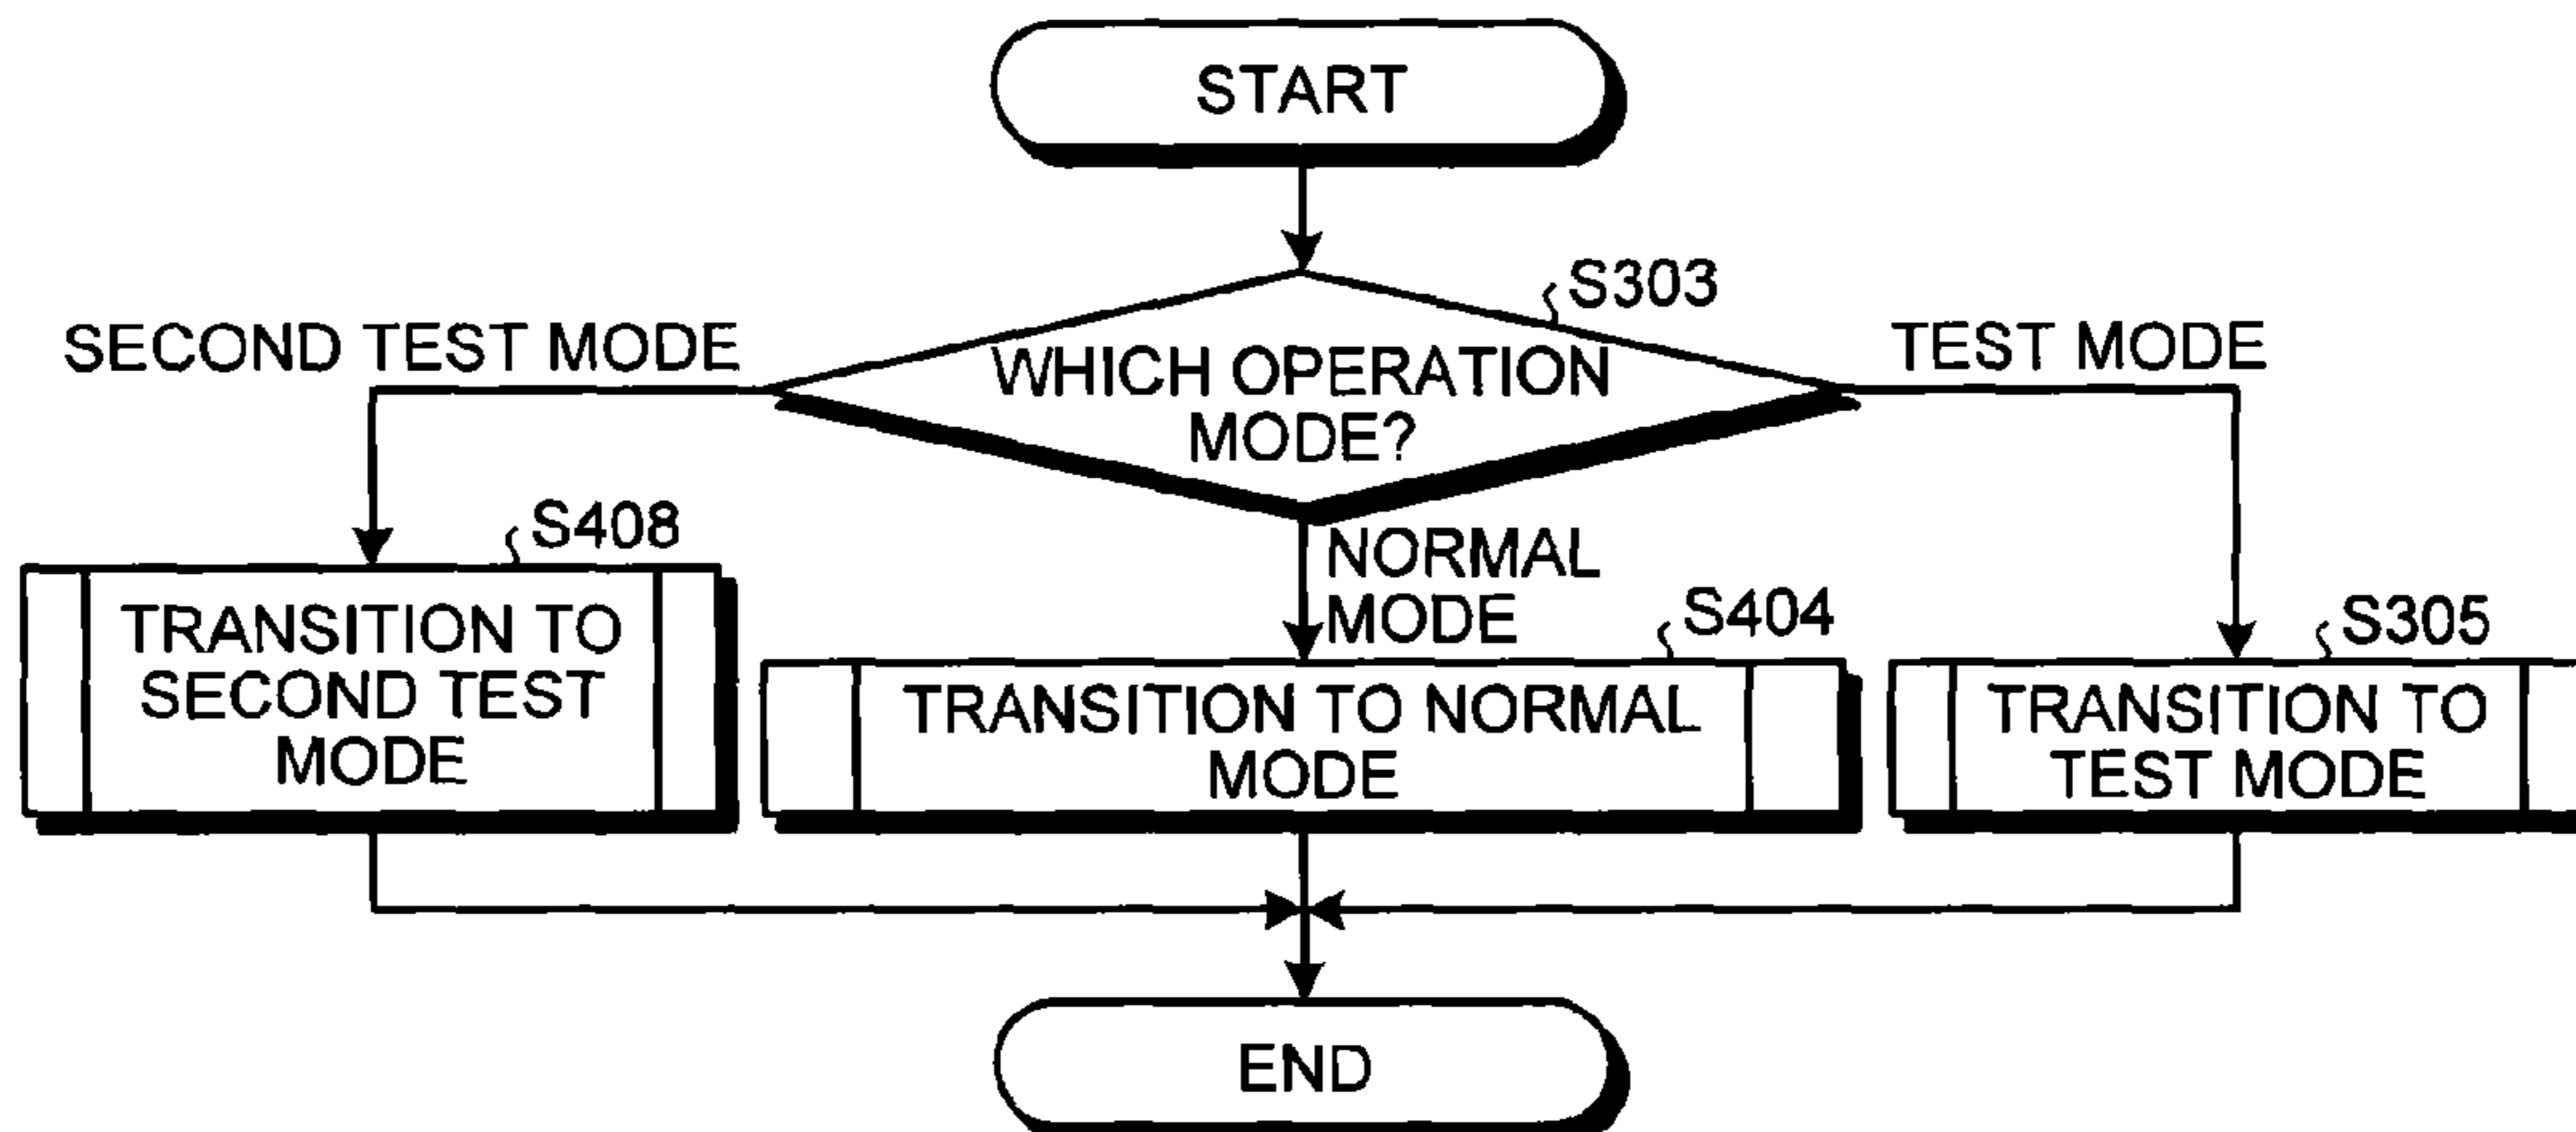 START
S303
SECOND TEST MODE
WHICH OPERATION
MODE?
TEST MODE
S408
NORMAL
MODE
S404
S305
TRANSITION TO
SECOND TEST
MODE
TRANSITION TO NORMAL
MODE
TRANSITION TO
TEST MODE
END